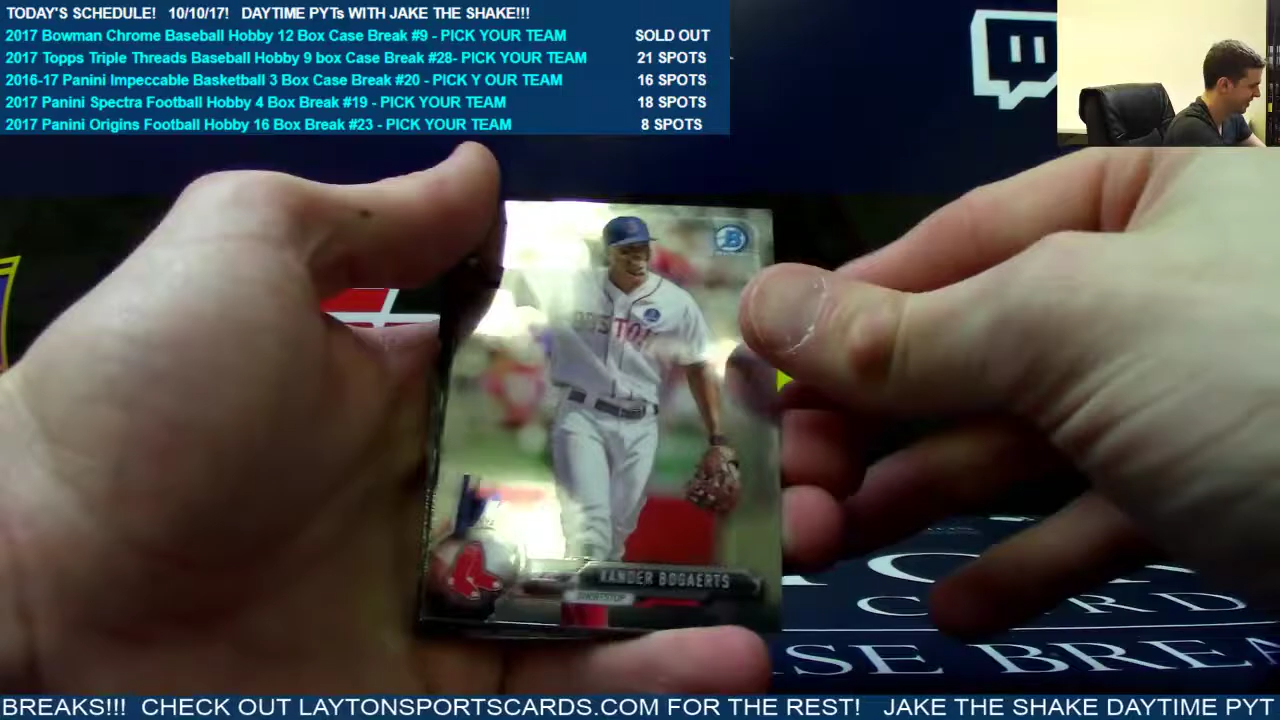 TODAY'S SCHEDULE! 10/10/17! DAYTIME PYTs WITH JAKE THE SHAKE!!!
2017 Bowman Chrome Baseball Hobby 12 Box Case Break #9 - PICK YOUR TEAM SOLD OUT
2017 Topps Triple Threads Baseball Hobby 9 box Case Break #28- PICK YOUR TEAM 21 SPOTS
2016-17 Panini Impeccable Basketball 3 Box Case Break #20 - PICK Y OUR TEAM 16 SPOTS
2017 Panini Spectra Football Hobby 4 Box Break #19 - PICK YOUR TEAM 18 SPOTS
2017 Panini Origins Football Hobby 16 Box Break #23 - PICK YOUR TEAM 8 SPOTS
B
BOSTON
XANDER BOGAERTS
SHORTSTOP
CARD
BREA
BREAKS!!! CHECK OUT LAYTONSPORTSCARDS.COM FOR THE REST! JAKE THE SHAKE DAYTIME PYT